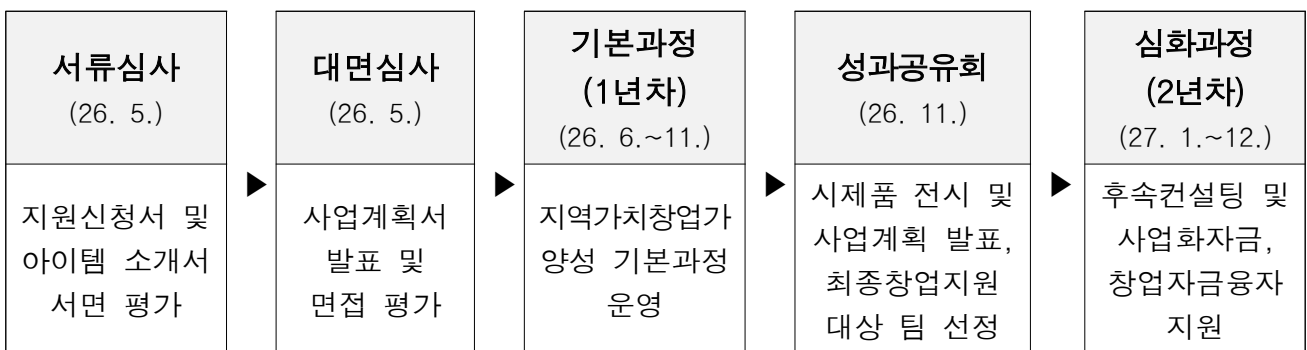 서류심사
(26. 5.)
지원신청서 및
아이템 소개서
서면 평가
▶
대면심사
(26. 5.)
사업계획서
발표 및
면접 평가
▶
기본과정
(1년차)
(26. 6.~11.)
지역가치창업가
양성 기본과정
운영
▶
성과공유회
(26. 11.)
시제품 전시 및
사업계획 발표,
최종창업지원
대상 팀 선정
▶
심화과정
(2년차)
(27. 1.~12.)
후속컨설팅 및
사업화자금,
창업자금융자
지원